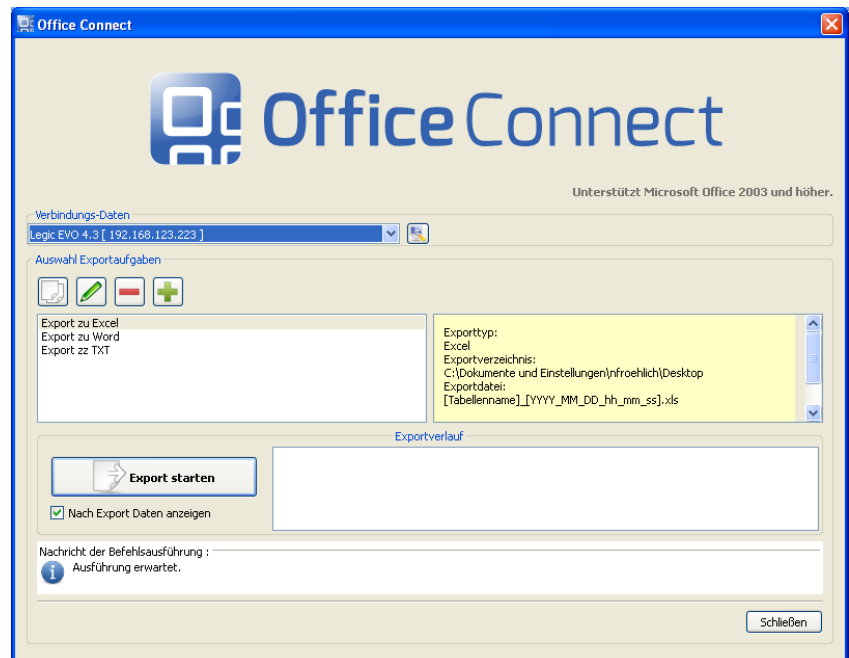 Office Connect
Office Connect
Unterstützt Microsoft Office 2003 und höher.
Verbindungs-Daten
Legic EVO 4.3 [ 192.168.123.223 ]
Auswahl Exportaufgaben
Export zu Excel
Export zu Word
Export zz TXT
Exporttyp:
Excel
Exportverzeichnis:
C:\Dokumente und Einstellungen\nfroehlich\Desktop
Exportdatei:
[Tabellenname]_[YYYY_MM_DD_hh_mm_ss].xls
Exportverlauf
Export starten
Nach Export Daten anzeigen
Nachricht der Befehlsausführung :
Ausführung erwartet.
Schließen